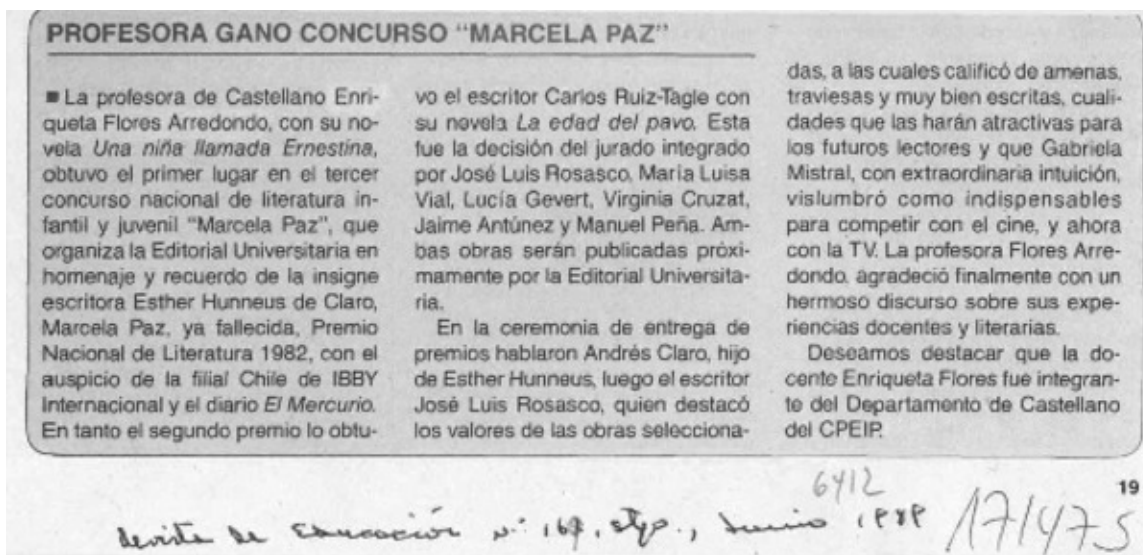 PROFESORA GANO CONCURSO “MARCELA PAZ”
■ La profesora de Castellano Enri-
queta Flores Arredondo, con su no-
vela Una niña llamada Ernestina,
obtuvo el primer lugar en el tercer
concurso nacional de literatura in-
fantil y juvenil “Marcela Paz”, que
organiza la Editorial Universitaria en
homenaje y recuerdo de la insigne
escritora Esther Hunneus de Claro,
Marcela Paz, ya fallecida, Premio
Nacional de Literatura 1982, con el
auspicio de la filial Chile de IBBY
Internacional y el diario El Mercurio.
En tanto el segundo premio lo obtu-
vo el escritor Carlos Ruiz-Tagle con
su novela La edad del pavo. Esta
fue la decisión del jurado integrado
por José Luis Rosasco, María Luisa
Vial, Lucía Gevert, Virginia Cruzat,
Jaime Antúnez y Manuel Peña. Am-
bas obras serán publicadas próxi-
mamente por la Editorial Universita-
ria.
En la ceremonia de entrega de
premios hablaron Andrés Claro, hijo
de Esther Hunneus, luego el escritor
José Luis Rosasco, quien destacó
los valores de las obras selecciona-
das, a las cuales calificó de amenas,
traviesas y muy bien escritas, cuali-
dades que las harán atractivas para
los futuros lectores y que Gabriela
Mistral, con extraordinaria intuición,
vislumbró como indispensables
para competir con el cine, y ahora
con la TV. La profesora Flores Arre-
dondo, agradeció finalmente con un
hermoso discurso sobre sus expe-
riencias docentes y literarias.
Deseamos destacar que la do-
cente Enriqueta Flores fue integran-
te del Departamento de Castellano
del CPEIP.
19
6412
Revista de Educación n° stgo., Junio